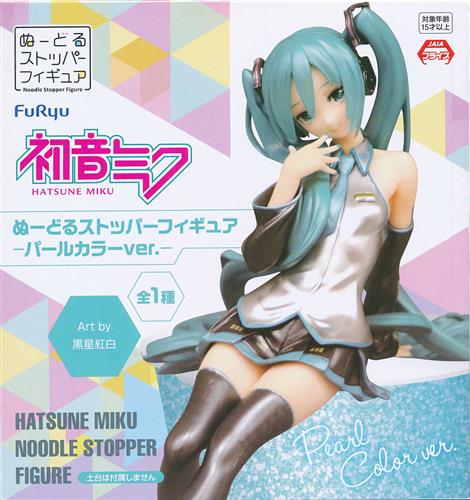 ぬーどる
ストッパー
フィギュア
Noodle Stopper Figure
対象年齢
15才以上
JAIA
プライズ
FuRyu
初音ミク
HATSUNE MIKU
ぬーどるストッパーフィギュア
–パールカラーver.–
全1種
Art by
黒星紅白
HATSUNE MIKU
NOODLE STOPPER
FIGURE
土台は付属しません
Pearl
Color ver.